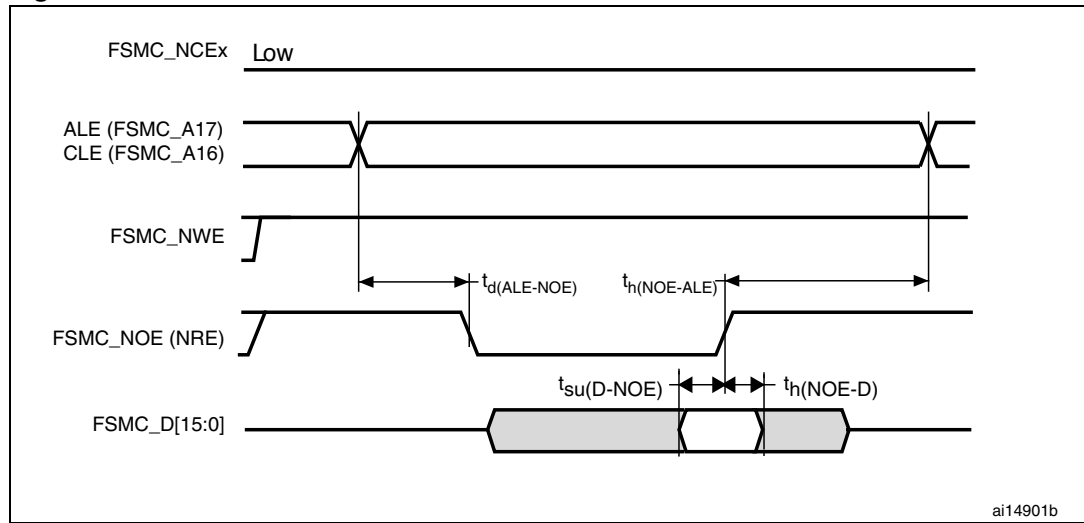 FSMC_NCEx Low
ALE (FSMC_A17)
CLE (FSMC_A16)
FSMC_NWE
td(ALE-NOE) th(NOE-ALE)
FSMC_NOE (NRE)
tsu(D-NOE) th(NOE-D)
FSMC_D[15:0]
ai14901b